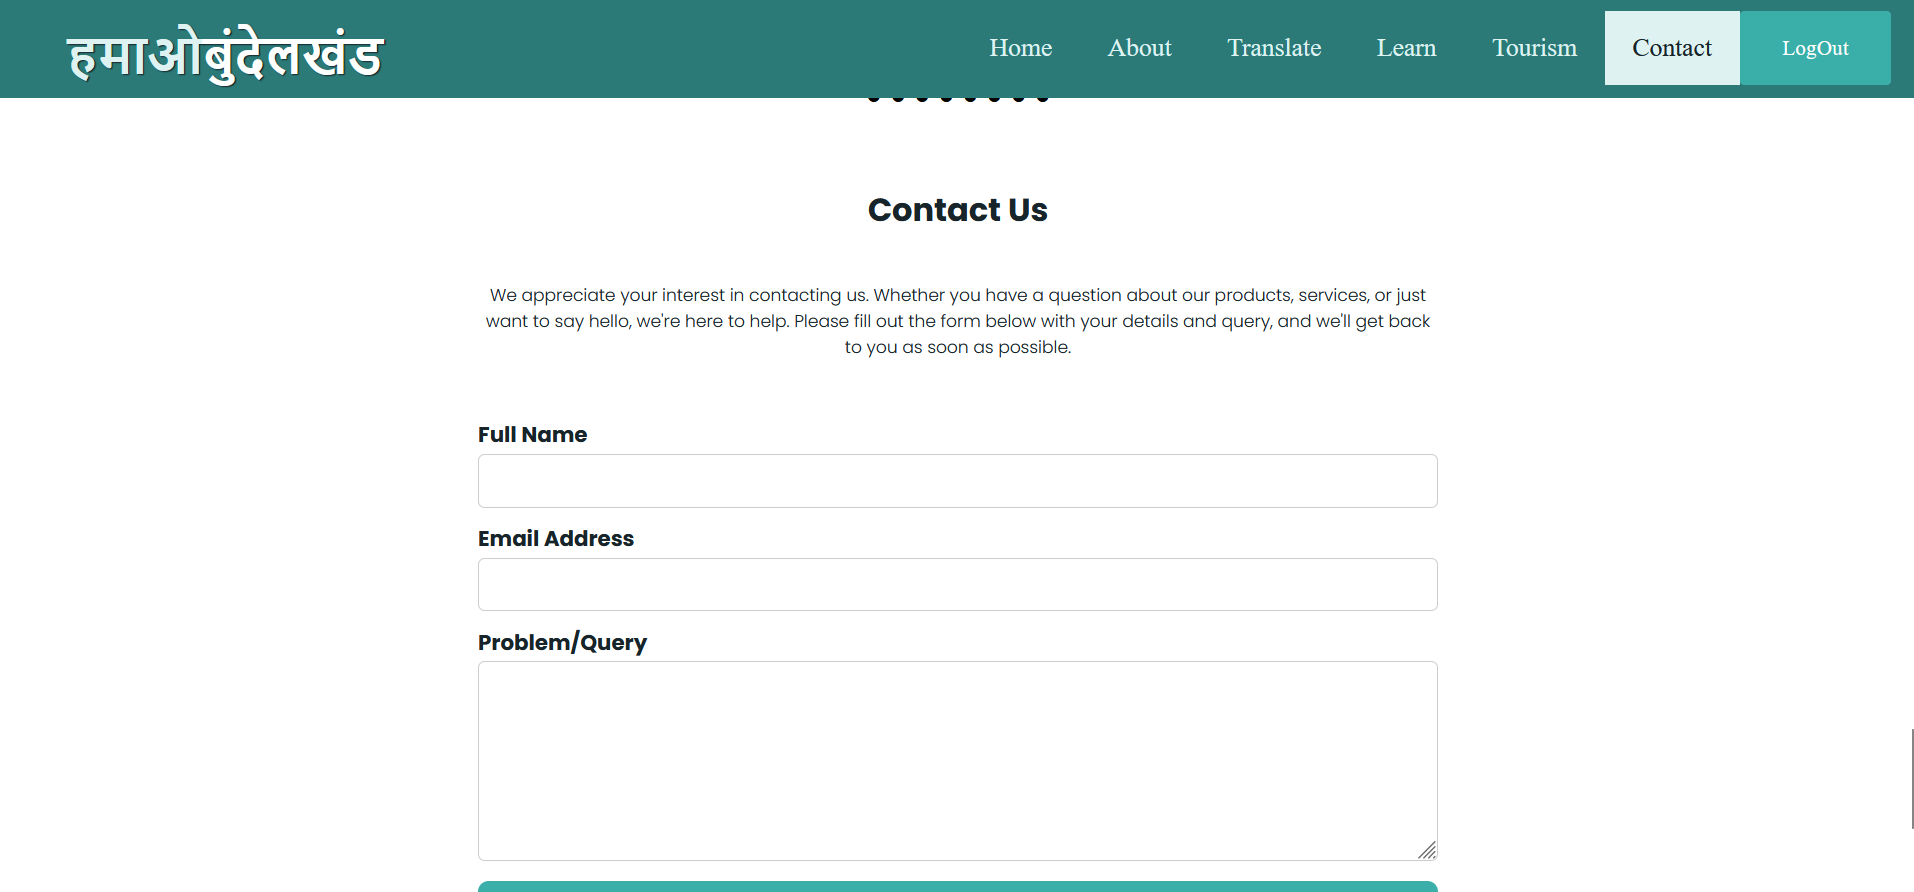 हमाओबुंदेलखंड
Home About Translate Learn Tourism Contact LogOut
Contact Us
We appreciate your interest in contacting us. Whether you have a question about our products, services, or just
want to say hello, we're here to help. Please fill out the form below with your details and query, and we'll get back
to you as soon as possible.
Full Name
Email Address
Problem/Query